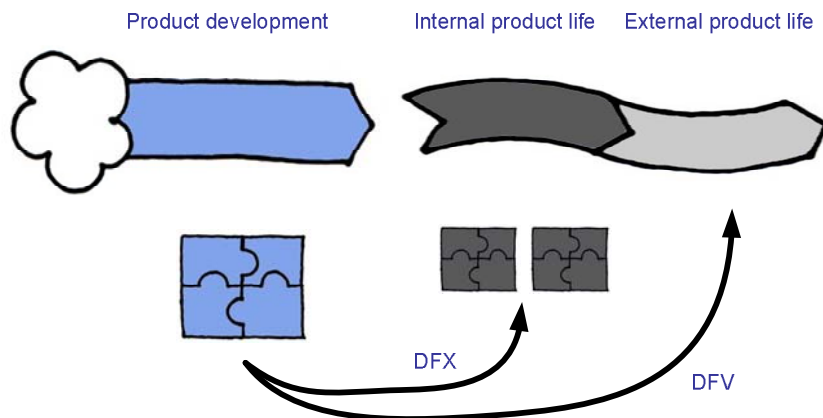 Product development
Internal product life
External product life
DFX
DFV